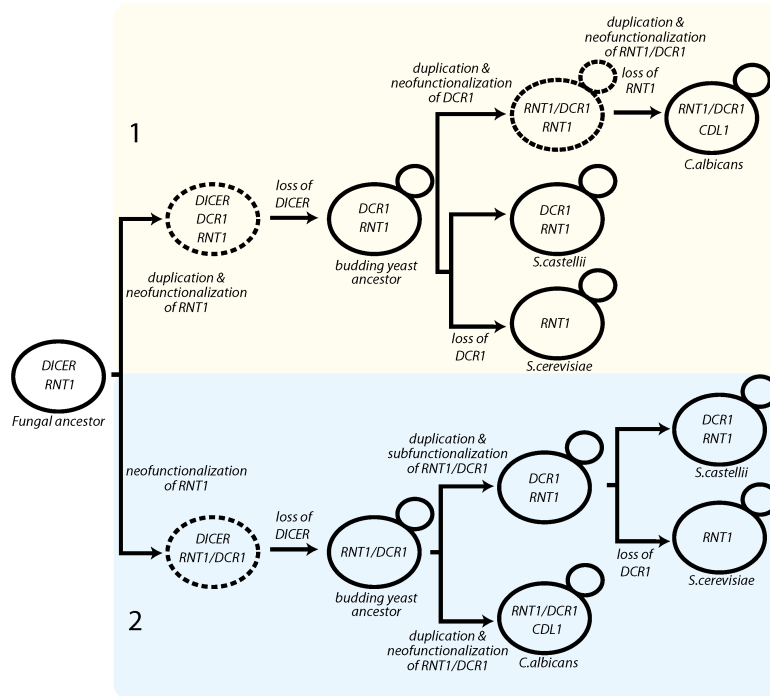 duplication &
neofunctionalization
of RNT1/DCR1
duplication &
neofunctionalization
of DCR1
loss of
RNT1
RNT1/DCR1
RNT1
RNT1/DCR1
CDL1
C.albicans
1
DICER
DCR1
RNT1
loss of
DICER
DCR1
RNT1
budding yeast
ancestor
DCR1
RNT1
S.castellii
duplication &
neofunctionalization
of RNT1
RNT1
loss of
DCR1
S.cerevisiae
DICER
RNT1
Fungal ancestor
neofunctionalization
of RNT1
DICER
RNT1/DCR1
loss of
DICER
RNT1/DCR1
budding yeast
ancestor
duplication &
subfunctionalization
of RNT1/DCR1
DCR1
RNT1
DCR1
RNT1
S.castellii
RNT1
loss of
DCR1
S.cerevisiae
2
duplication &
neofunctionalization
of RNT1/DCR1
RNT1/DCR1
CDL1
C.albicans